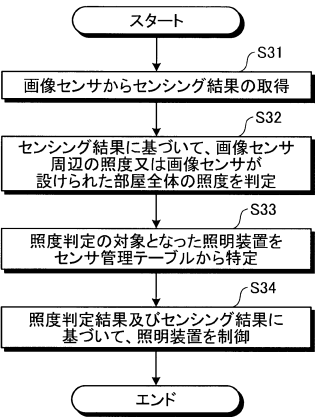 スタート
S31
画像センサからセンシング結果の取得
S32
センシング結果に基づいて、画像センサ
周辺の照度又は画像センサが
設けられた部屋全体の照度を判定
S33
照度判定の対象となった照明装置を
センサ管理テーブルから特定
S34
照度判定結果及びセンシング結果に
基づいて、照明装置を制御
エンド